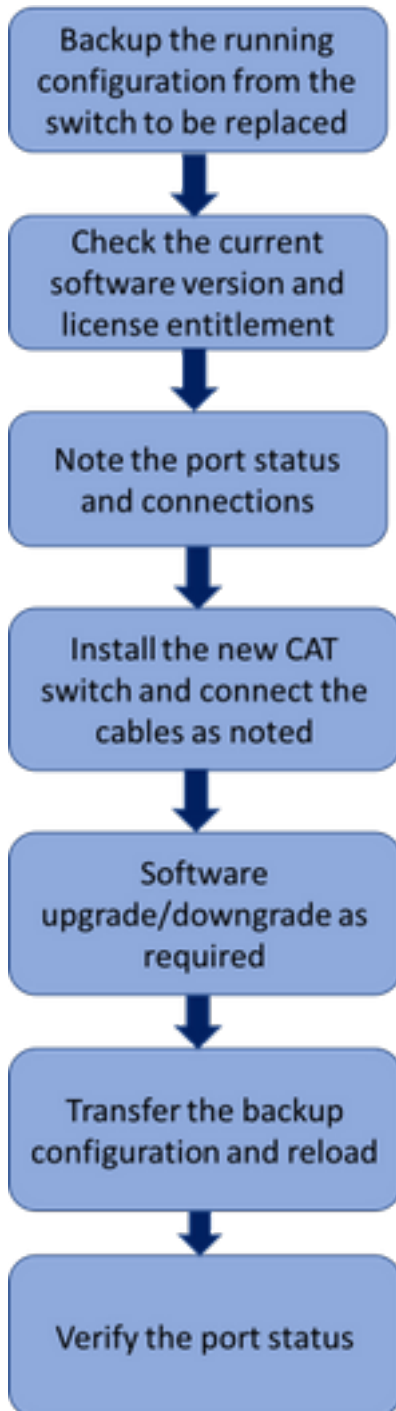 Backup the running
configuration from the
switch to be replaced
Check the current
software version and
license entitlement
Note the port status
and connections
Install the new CAT
switch and connect the
cables as noted
Software
upgrade/downgrade as
required
Transfer the backup
configuration and reload
Verify the port status